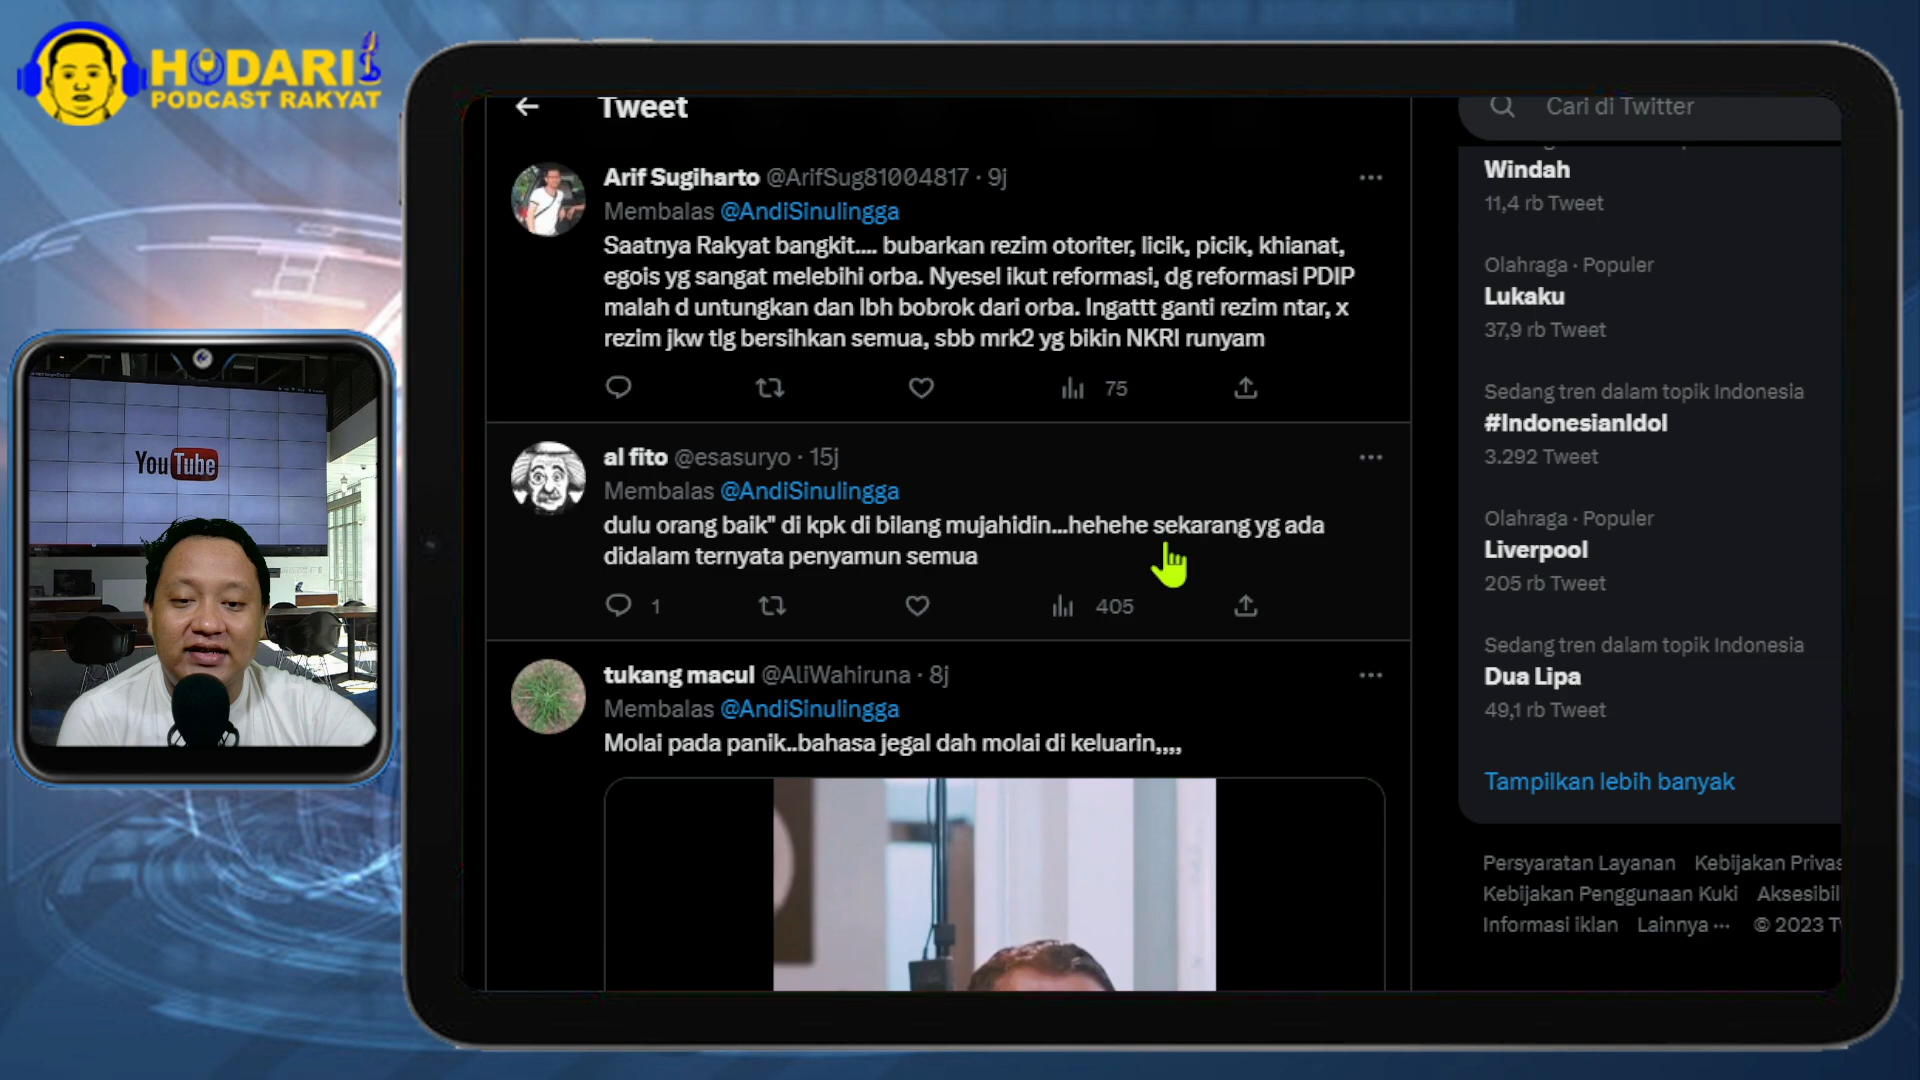 HODARI
PODCAST RAKYAT
YouTube
Tweet
Arif Sugiharto @ArifSug81004817 · 9j
Membalas @AndiSinulingga
Saatnya Rakyat bangkit.... bubarkan rezim otoriter, licik, picik, khianat,
egois yg sangat melebihi orba. Nyesel ikut reformasi, dg reformasi PDIP
malah d untungkan dan lbh bobrok dari orba. Ingattt ganti rezim ntar, x
rezim jkw tlg bersihkan semua, sbb mrk2 yg bikin NKRI runyam
75
al fito @esasuryo · 15j
Membalas @AndiSinulingga
dulu orang baik" di kpk di bilang mujahidin...hehehe sekarang yg ada
didalam ternyata penyamun semua
1
405
tukang macul @AliWahiruna · 8j
Membalas @AndiSinulingga
Molai pada panik..bahasa jegal dah molai di keluarin,,,,
Cari di Twitter
Windah
11,4 rb Tweet
Olahraga · Populer
Lukaku
37,9 rb Tweet
Sedang tren dalam topik Indonesia
#IndonesianIdol
3.292 Tweet
Olahraga · Populer
Liverpool
205 rb Tweet
Sedang tren dalam topik Indonesia
Dua Lipa
49,1 rb Tweet
Tampilkan lebih banyak
Persyaratan Layanan Kebijakan Privas
Kebijakan Penggunaan Kuki Aksesibil
Informasi iklan Lainnya ··· © 2023 Tw